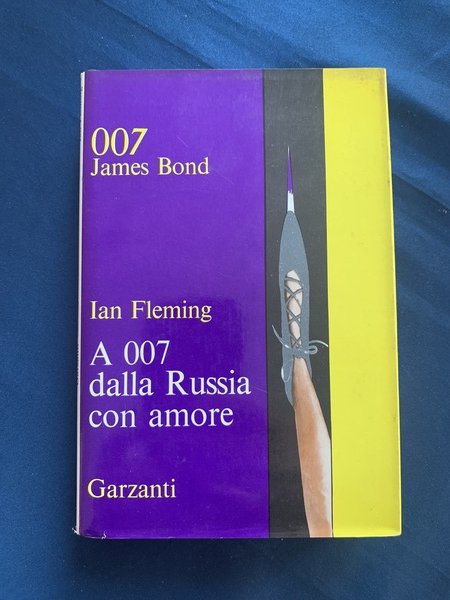 007
James Bond
Ian Fleming
A 007
dalla Russia
con amore
Garzanti